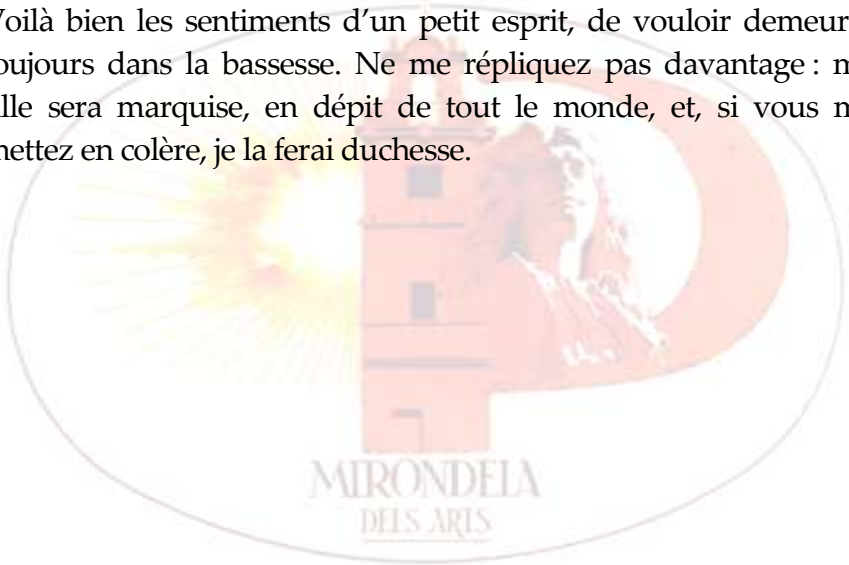 Voilà bien les sentiments d’un petit esprit, de vouloir demeur
oujours dans la bassesse. Ne me répliquez pas davantage : m
lle sera marquise, en dépit de tout le monde, et, si vous m
mettez en colère, je la ferai duchesse.
MIRONDELA
DELS ARTS